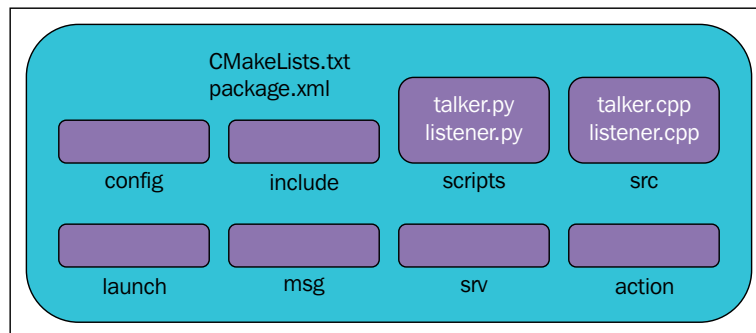 CMakeLists.txt
package.xml
talker.py
listener.py
talker.cpp
listener.cpp
config
include
scripts
src
launch
msg
srv
action